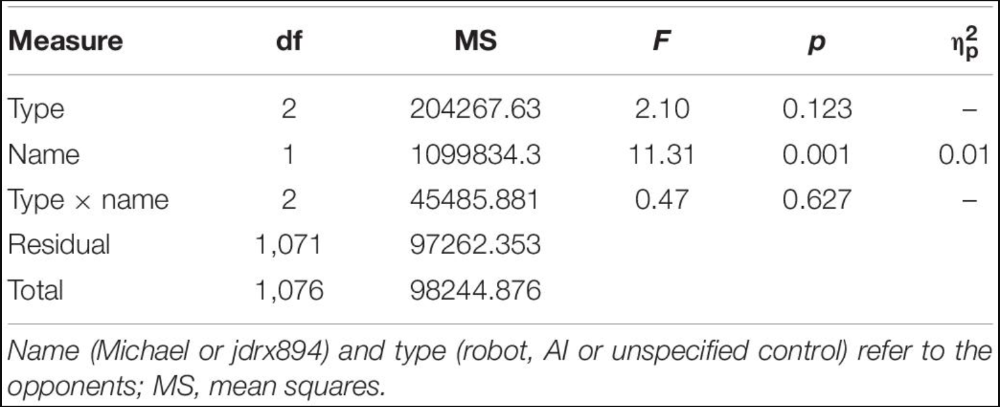 Measure df MS F p η²p
Type 2 204267.63 2.10 0.123 –
Name 1 1099834.3 11.31 0.001 0.01
Type × name 2 45485.881 0.47 0.627 –
Residual 1,071 97262.353
Total 1,076 98244.876
Name (Michael or jdrx894) and type (robot, AI or unspecified control) refer to the
opponents; MS, mean squares.